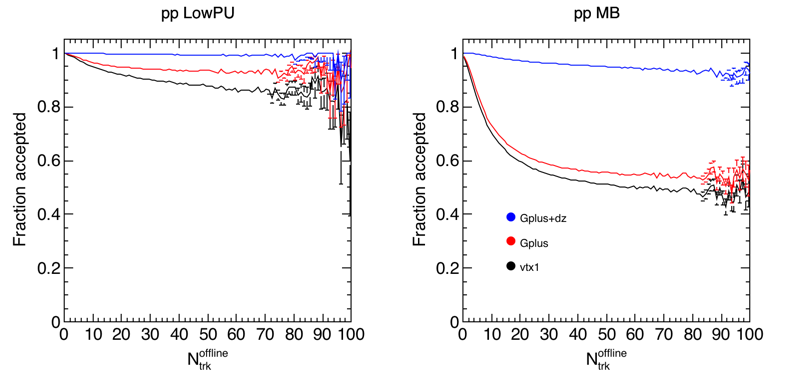 pp LowPU
Fraction accepted
1
0.8
0.6
0.4
0.2
0
0 10 20 30 40 50 60 70 80 90 100
N_trk^offline
pp MB
Fraction accepted
1
0.8
0.6
0.4
0.2
0
Gplus+dz
Gplus
vtx1
0 10 20 30 40 50 60 70 80 90 100
N_trk^offline